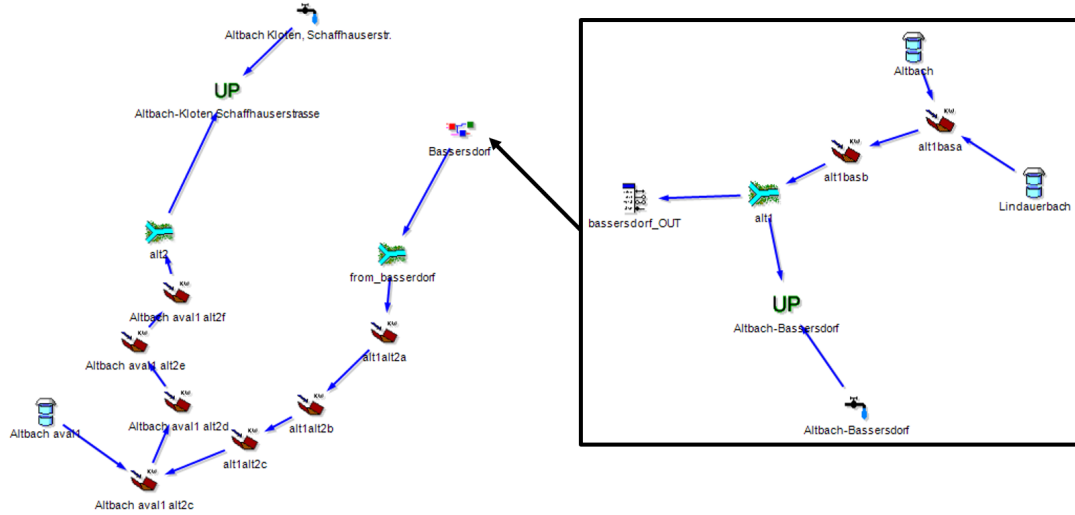 Altbach Kloten, Schaffhauserstr.
UP
Altbach-Kloten Schaffhauserstrasse
Bassersdorf
alt2
from_basserdorf
Altbach aval1 alt2f
alt1alt2a
Altbach aval1 alt2e
Altbach aval1
Altbach aval1 alt2d
alt1alt2b
alt1alt2c
Altbach aval1 alt2c
Altbach
alt1basa
alt1basb
Lindauerbach
bassersdorf_OUT
alt1
UP
Altbach-Bassersdorf
Altbach-Bassersdorf